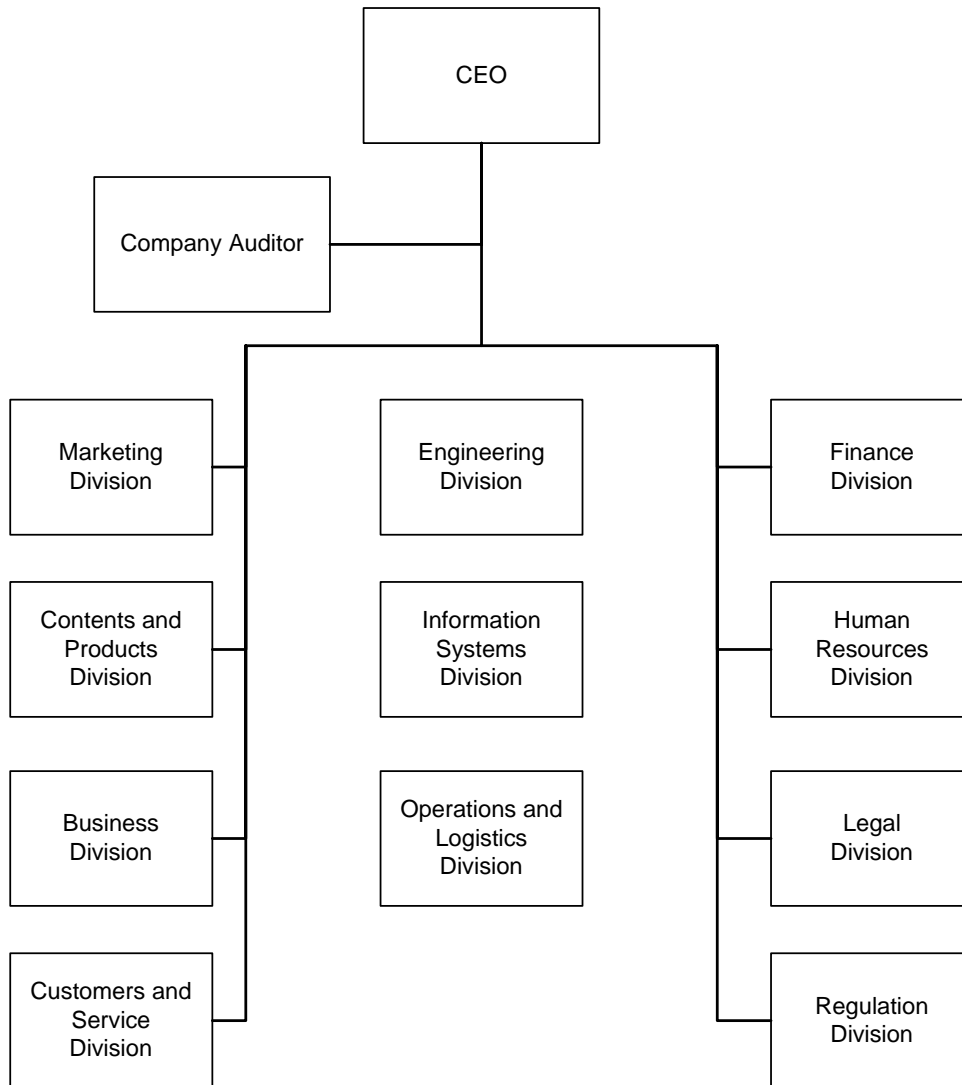 CEO
Company Auditor
Marketing
Division
Engineering
Division
Finance
Division
Contents and
Products
Division
Information
Systems
Division
Human
Resources
Division
Business
Division
Operations and
Logistics
Division
Legal
Division
Customers and
Service
Division
Regulation
Division